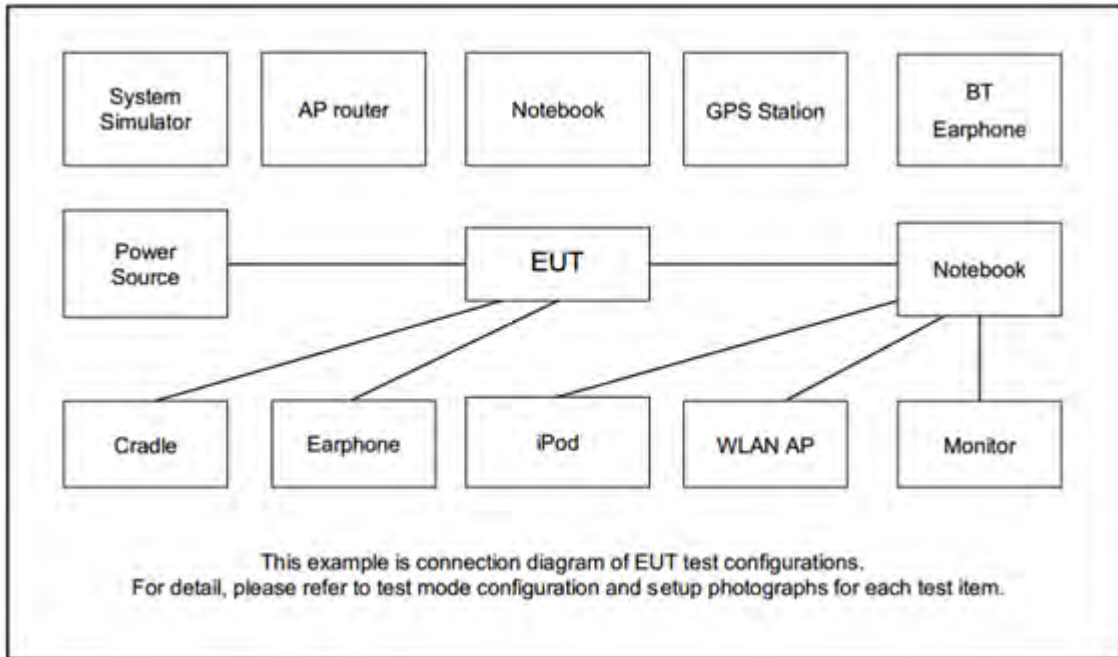 System
Simulator
AP router
Notebook
GPS Station
BT
Earphone
Power
Source
EUT
Notebook
Cradle
Earphone
iPod
WLAN AP
Monitor
This example is connection diagram of EUT test configurations.
For detail, please refer to test mode configuration and setup photographs for each test item.